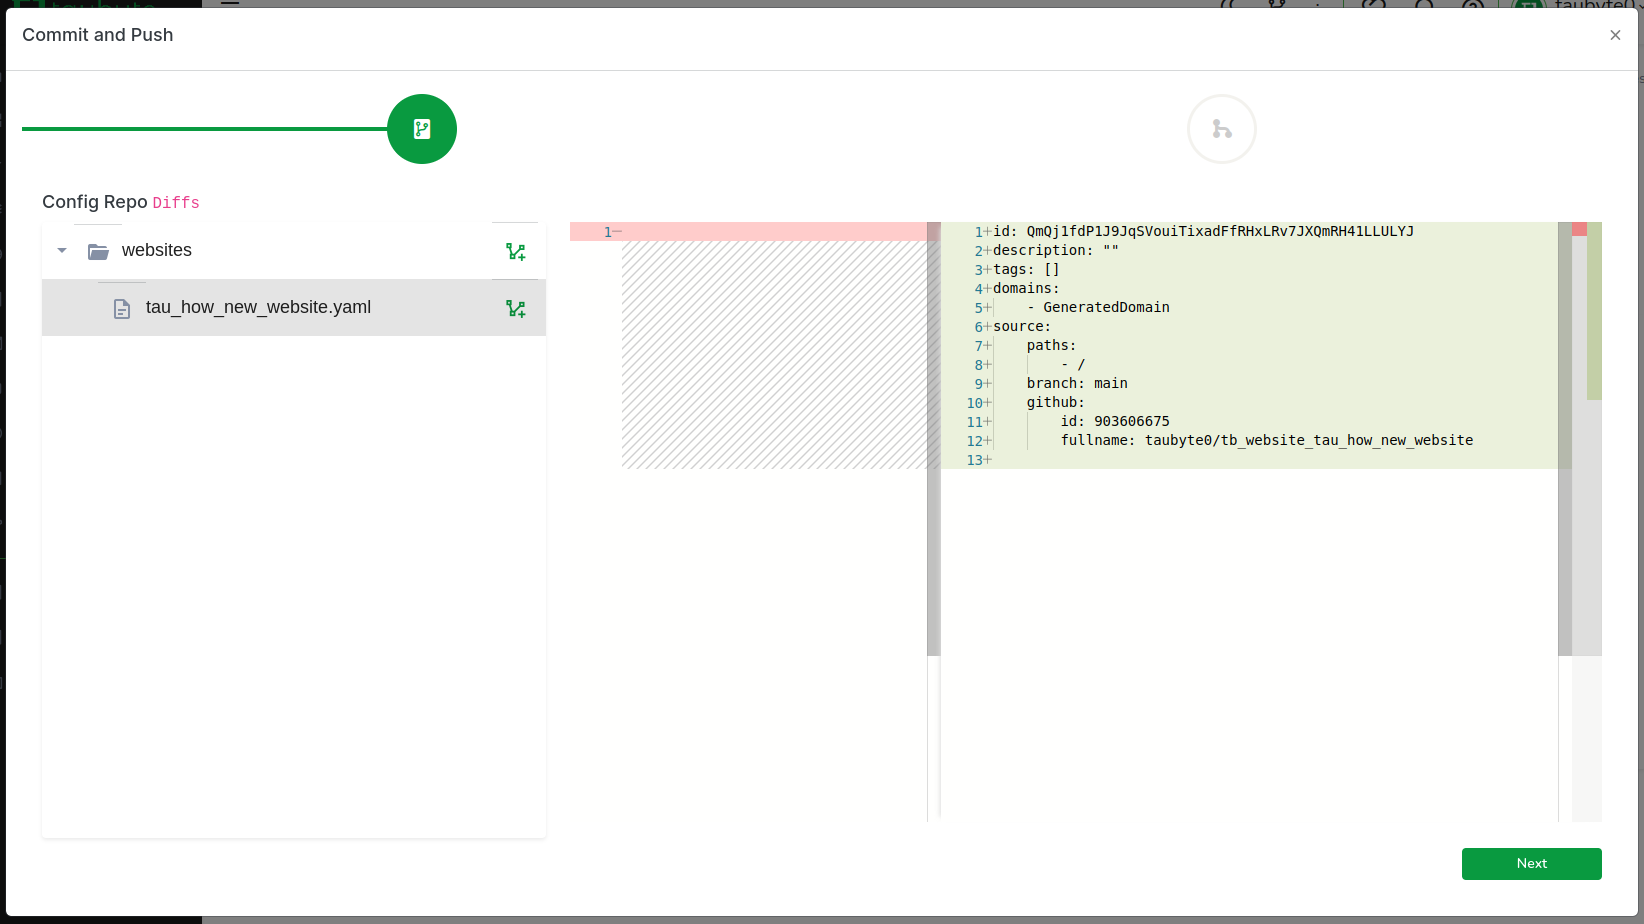 Commit and Push
Config Repo Diffs
websites
tau_how_new_website.yaml
1
1 id: QmQj1fdP1J9JqSVouiTixadFfRHxLRv7JXQmRH41LLULYJ
2 description: ""
3 tags: []
4 domains:
5 - GeneratedDomain
6 source:
7 paths:
8 - /
9 branch: main
10 github:
11 id: 903606675
12 fullname: taubyte0/tb_website_tau_how_new_website
13
Next